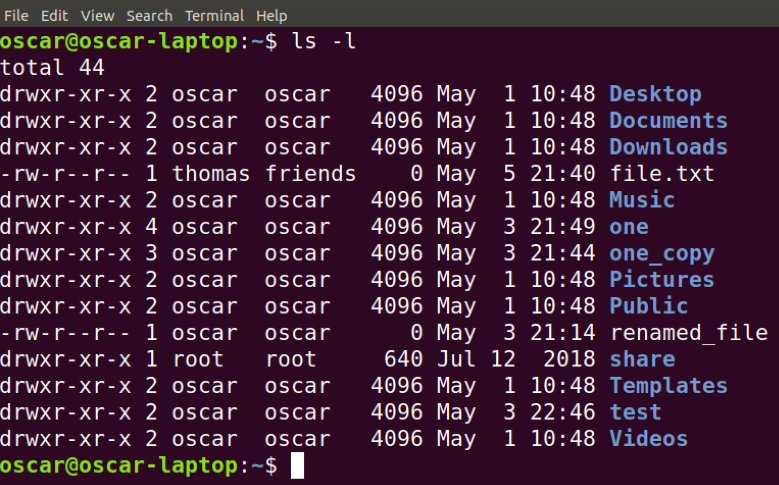 File Edit View Search Terminal Help
oscar@oscar-laptop:~$ ls -l
total 44
drwxr-xr-x 2 oscar  oscar   4096 May  1 10:48 Desktop
drwxr-xr-x 2 oscar  oscar   4096 May  1 10:48 Documents
drwxr-xr-x 2 oscar  oscar   4096 May  1 10:48 Downloads
-rw-r--r-- 1 thomas friends    0 May  5 21:40 file.txt
drwxr-xr-x 2 oscar  oscar   4096 May  1 10:48 Music
drwxr-xr-x 4 oscar  oscar   4096 May  3 21:49 one
drwxr-xr-x 3 oscar  oscar   4096 May  3 21:44 one_copy
drwxr-xr-x 2 oscar  oscar   4096 May  1 10:48 Pictures
drwxr-xr-x 2 oscar  oscar   4096 May  1 10:48 Public
-rw-r--r-- 1 oscar  oscar      0 May  3 21:14 renamed_file
drwxr-xr-x 1 root   root     640 Jul 12  2018 share
drwxr-xr-x 2 oscar  oscar   4096 May  1 10:48 Templates
drwxr-xr-x 2 oscar  oscar   4096 May  3 22:46 test
drwxr-xr-x 2 oscar  oscar   4096 May  1 10:48 Videos
oscar@oscar-laptop:~$